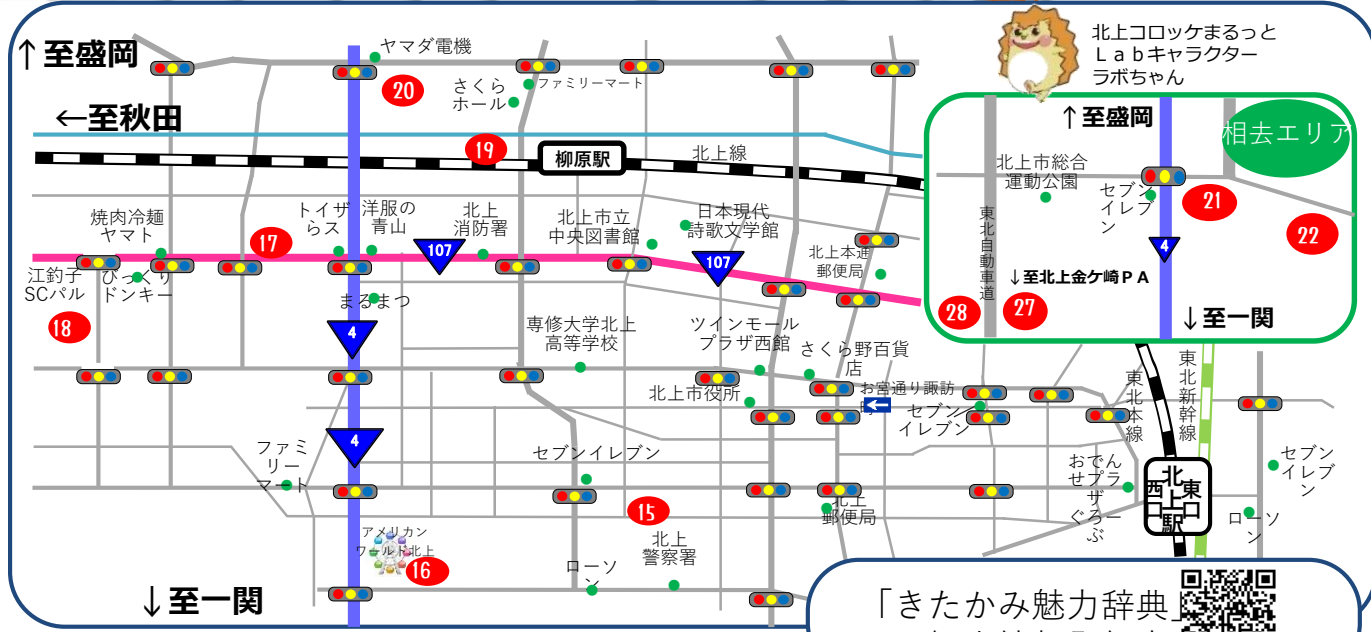 北上コロッケまるっと
Ｌａｂキャラクター
ラボちゃん
↑至盛岡
ヤマダ電機
20
さくら
ホール
ファミリーマート
←至秋田
19
柳原駅
北上線
↑至盛岡
相去エリア
北上市総合
運動公園
セブン
イレブ
ン
21
22
東北自動車道
4
↓至北上金ケ崎ＰＡ
28
27
↓至一関
焼肉冷麺
ヤマト
17
トイザ
らス
洋服の
青山
107
北上
消防署
北上市立
中央図書館
日本現代
詩歌文学館
107
北上本通
郵便局
江釣子
SCパル
びっくり
ドンキー
18
まるまつ
4
専修大学北上
高等学校
ツインモール
プラザ西館
さくら野百貨
店
北上市役所
お宮通り諏訪
セブン
イレブン
東北本線
東北新幹線
4
ファミ
リー
マート
セブンイレブン
15
北上
郵便局
おでん
せプラ
ザ
ぐろー
ぶ
北上駅
西口
東口
セブン
イレブ
ン
ローソ
ン
アメリカン
ワールド北上
16
ローソ
ン
北上
警察署
↓至一関
「きたかみ魅力辞典」